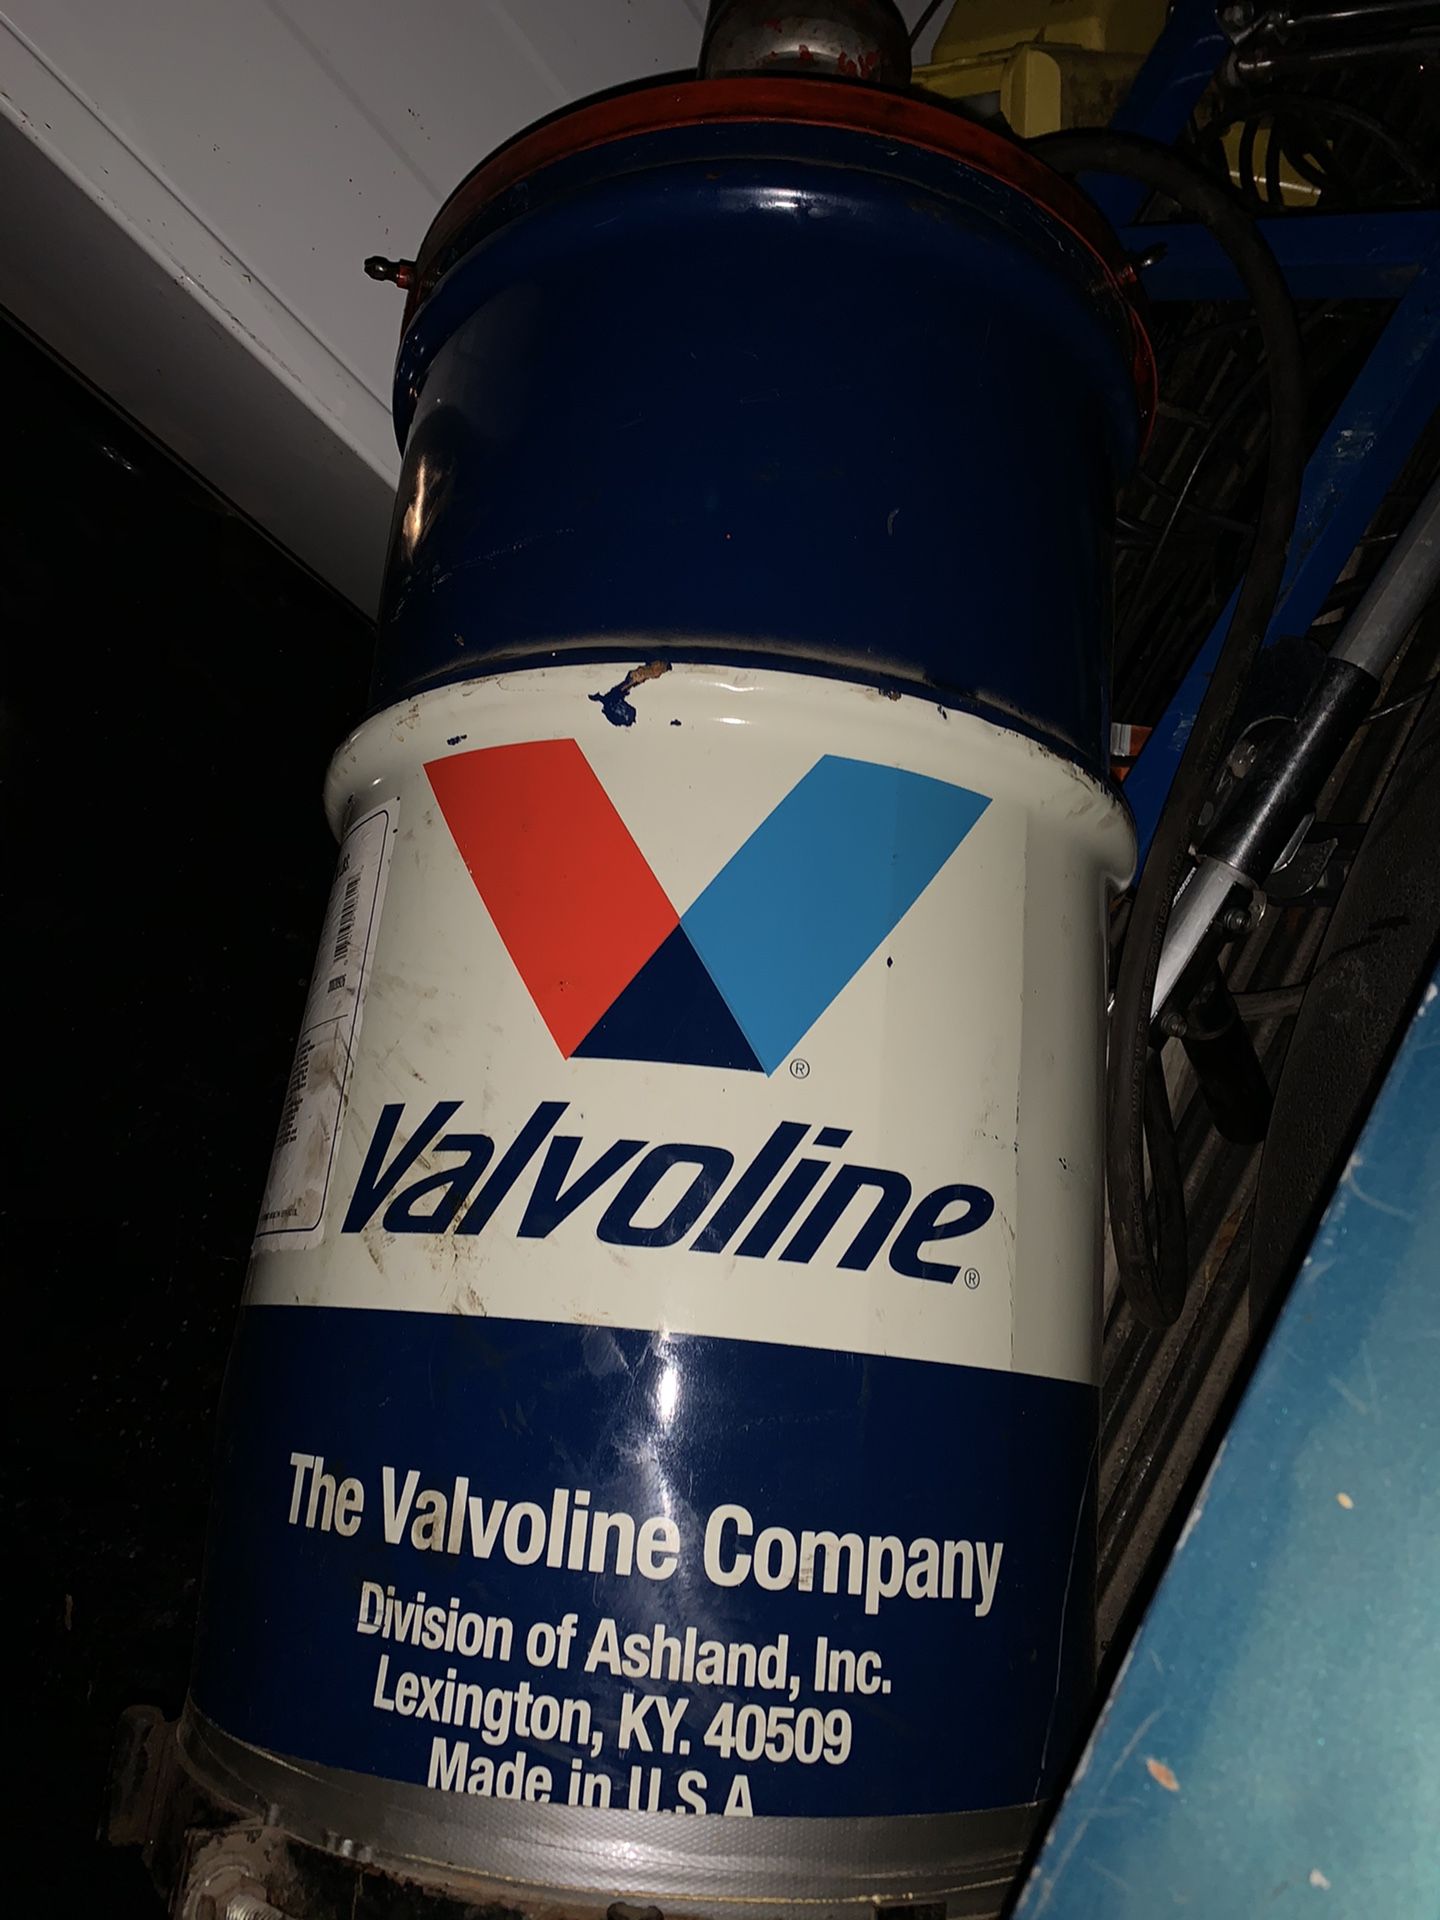 ®
Valvoline®
The Valvoline Company
Division of Ashland, Inc.
Lexington, KY. 40509
Made in U.S.A